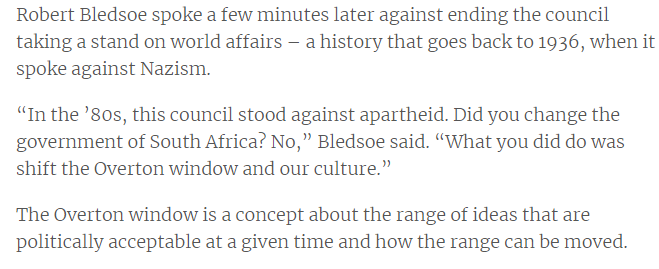 Robert Bledsoe spoke a few minutes later against ending the council
taking a stand on world affairs – a history that goes back to 1936, when it
spoke against Nazism.
“In the ’80s, this council stood against apartheid. Did you change the
government of South Africa? No,” Bledsoe said. “What you did do was
shift the Overton window and our culture.”
The Overton window is a concept about the range of ideas that are
politically acceptable at a given time and how the range can be moved.